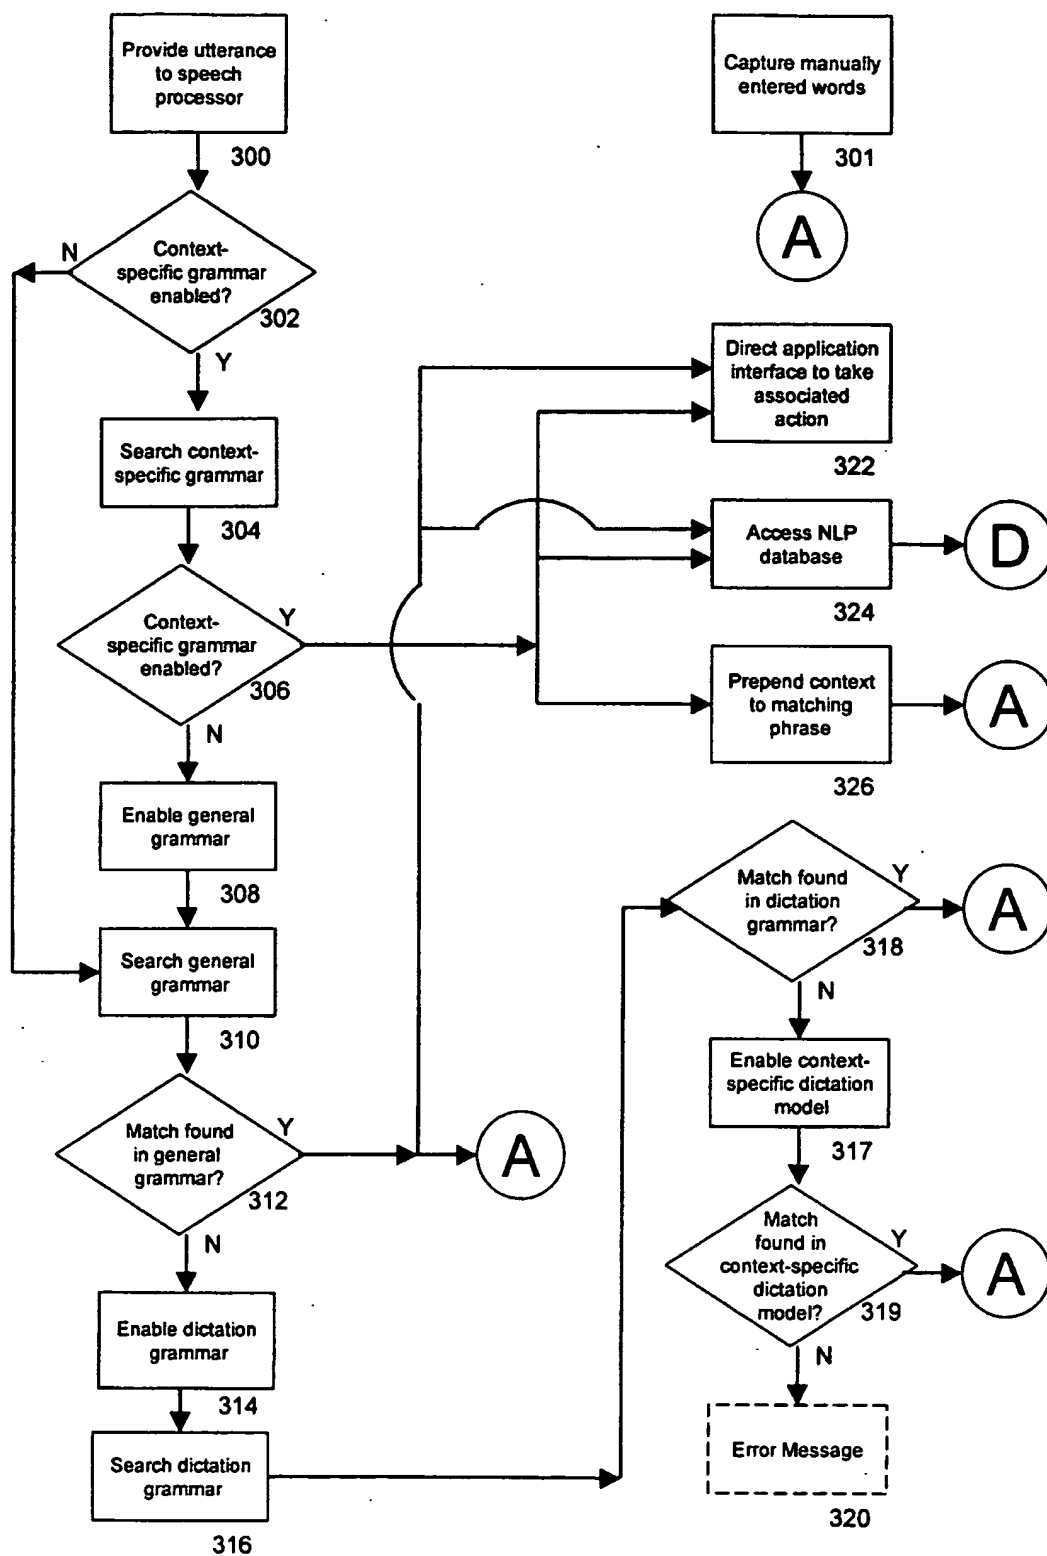 Provide utterance
to speech
processor
300
N
Context-
specific grammar
enabled?
302
Y
Search context-
specific grammar
304
Context-
specific grammar
enabled?
Y
306
N
Enable general
grammar
308
Search general
grammar
310
Match found
in general
grammar?
Y
312
A
N
Enable dictation
grammar
314
Search dictation
grammar
316
Capture manually
entered words
301
A
Direct application
interface to take
associated
action
322
Access NLP
database
324
D
Prepend context
to matching
phrase
326
A
Match found
in dictation
grammar?
Y
318
A
N
Enable context-
specific dictation
model
317
Match
found in
context-specific
dictation
model?
Y
319
A
N
Error Message
320